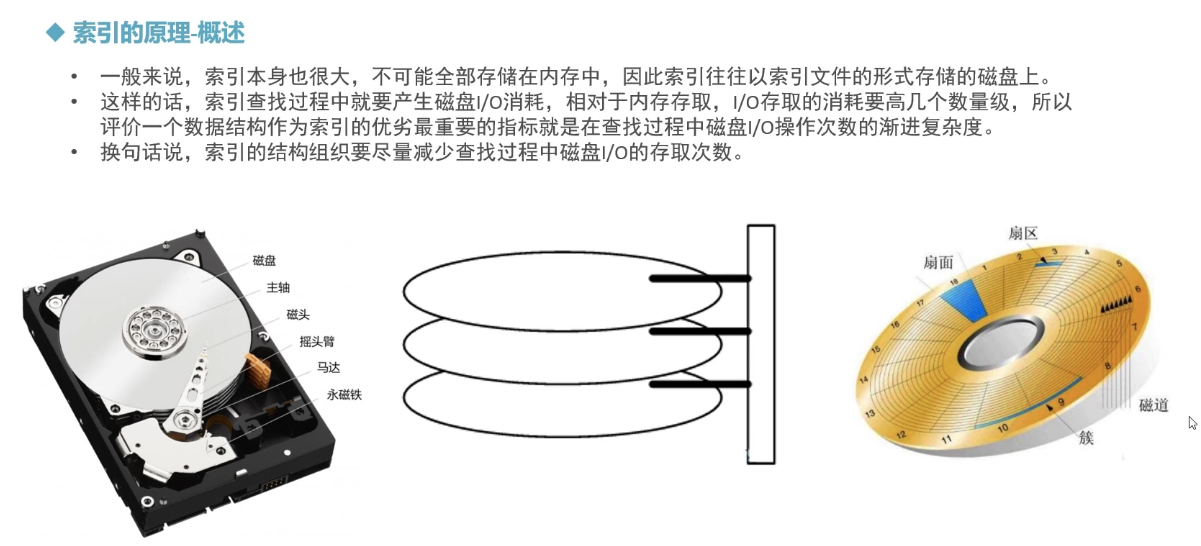 ◆ 索引的原理-概述
• 一般来说，索引本身也很大，不可能全部存储在内存中，因此索引往往以索引文件的形式存储的磁盘上。
• 这样的话，索引查找过程中就要产生磁盘I/O消耗，相对于内存存取，I/O存取的消耗要高几个数量级，所以
评价一个数据结构作为索引的优劣最重要的指标就是在查找过程中磁盘I/O操作次数的渐进复杂度。
• 换句话说，索引的结构组织要尽量减少查找过程中磁盘I/O的存取次数。
磁盘
主轴
磁头
摇头臂
马达
永磁铁
扇区
扇面
磁道
簇
1
2
3
4
5
6
7
8
9
10
11
12
13
14
15
16
17
18